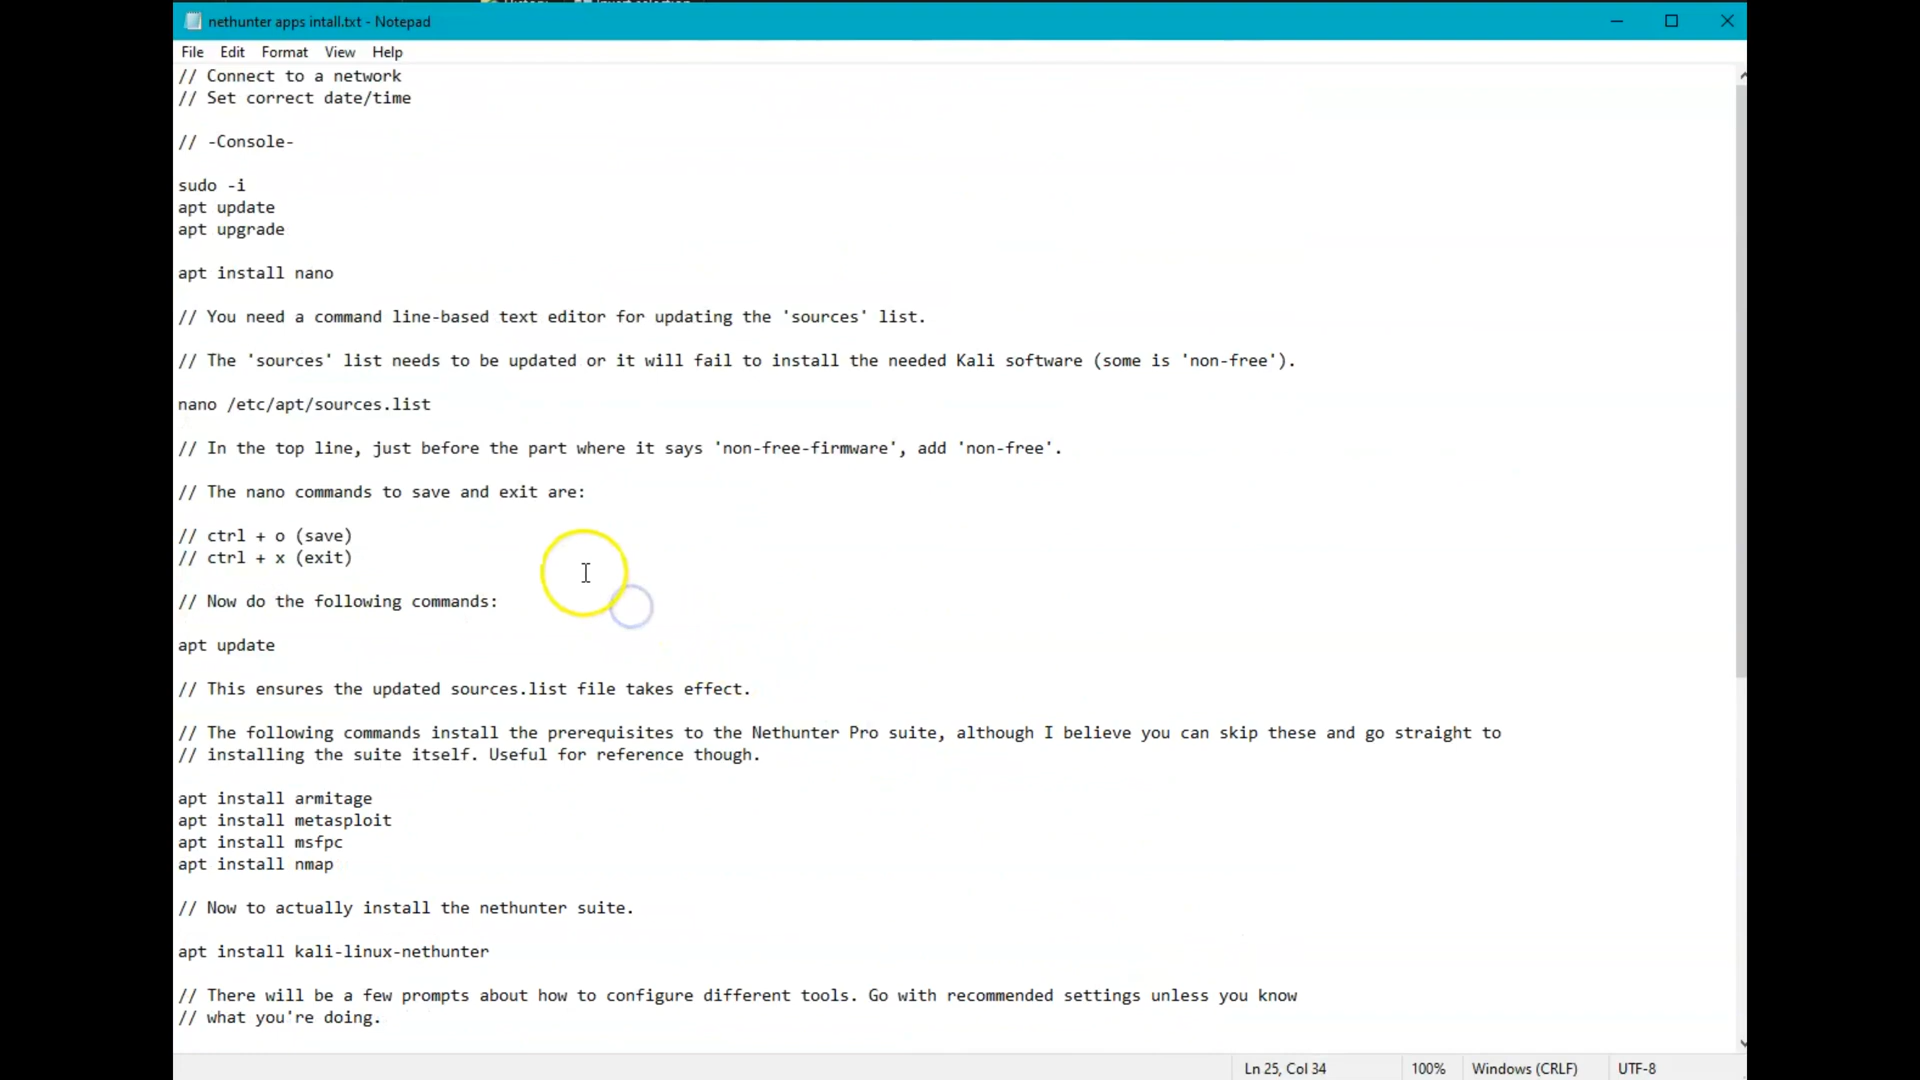 nethunter apps intall.txt - Notepad
File Edit Format View Help
// Connect to a network
// Set correct date/time
// -Console-
sudo -i
apt update
apt upgrade
apt install nano
// You need a command line-based text editor for updating the 'sources' list.
// The 'sources' list needs to be updated or it will fail to install the needed Kali software (some is 'non-free').
nano /etc/apt/sources.list
// In the top line, just before the part where it says 'non-free-firmware', add 'non-free'.
// The nano commands to save and exit are:
// ctrl + o (save)
// ctrl + x (exit)
// Now do the following commands:
apt update
// This ensures the updated sources.list file takes effect.
// The following commands install the prerequisites to the Nethunter Pro suite, although I believe you can skip these and go straight to
// installing the suite itself. Useful for reference though.
apt install armitage
apt install metasploit
apt install msfpc
apt install nmap
// Now to actually install the nethunter suite.
apt install kali-linux-nethunter
// There will be a few prompts about how to configure different tools. Go with recommended settings unless you know
// what you're doing.
Ln 25, Col 34 100% Windows (CRLF) UTF-8